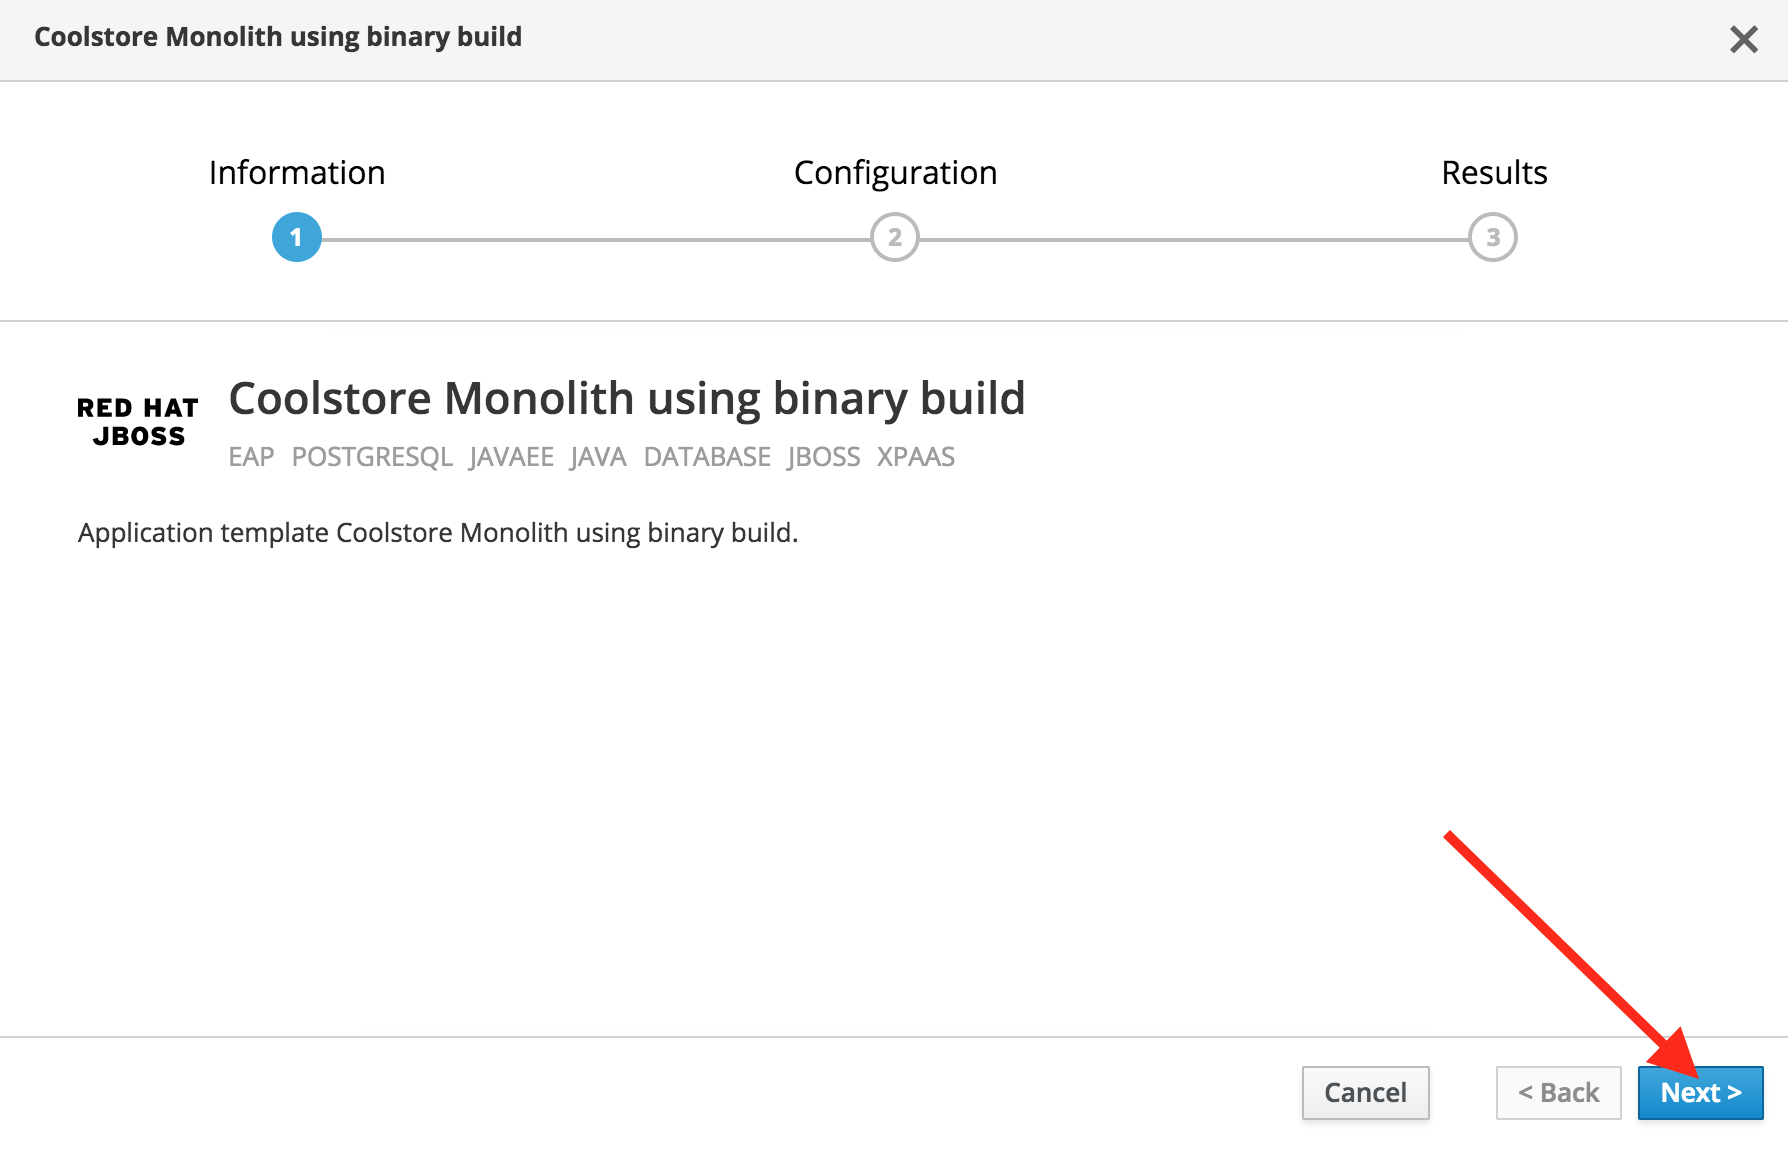 Coolstore Monolith using binary build
Information Configuration Results
1 2 3
RED HAT
JBOSS
Coolstore Monolith using binary build
EAP POSTGRESQL JAVAEE JAVA DATABASE JBOSS XPAAS
Application template Coolstore Monolith using binary build.
Cancel < Back Next >